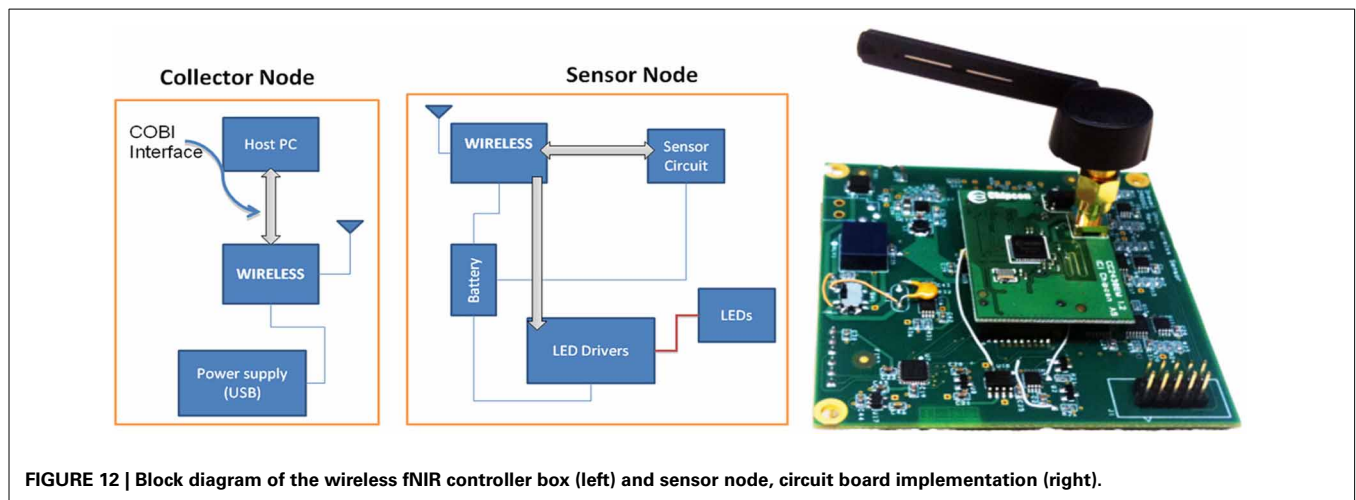 Collector Node
COBI
Interface
Host PC
WIRELESS
Power supply
(USB)
Sensor Node
WIRELESS
Sensor
Circuit
Battery
LED Drivers
LEDs
Chipcon
FIGURE 12 | Block diagram of the wireless fNIR controller box (left) and sensor node, circuit board implementation (right).